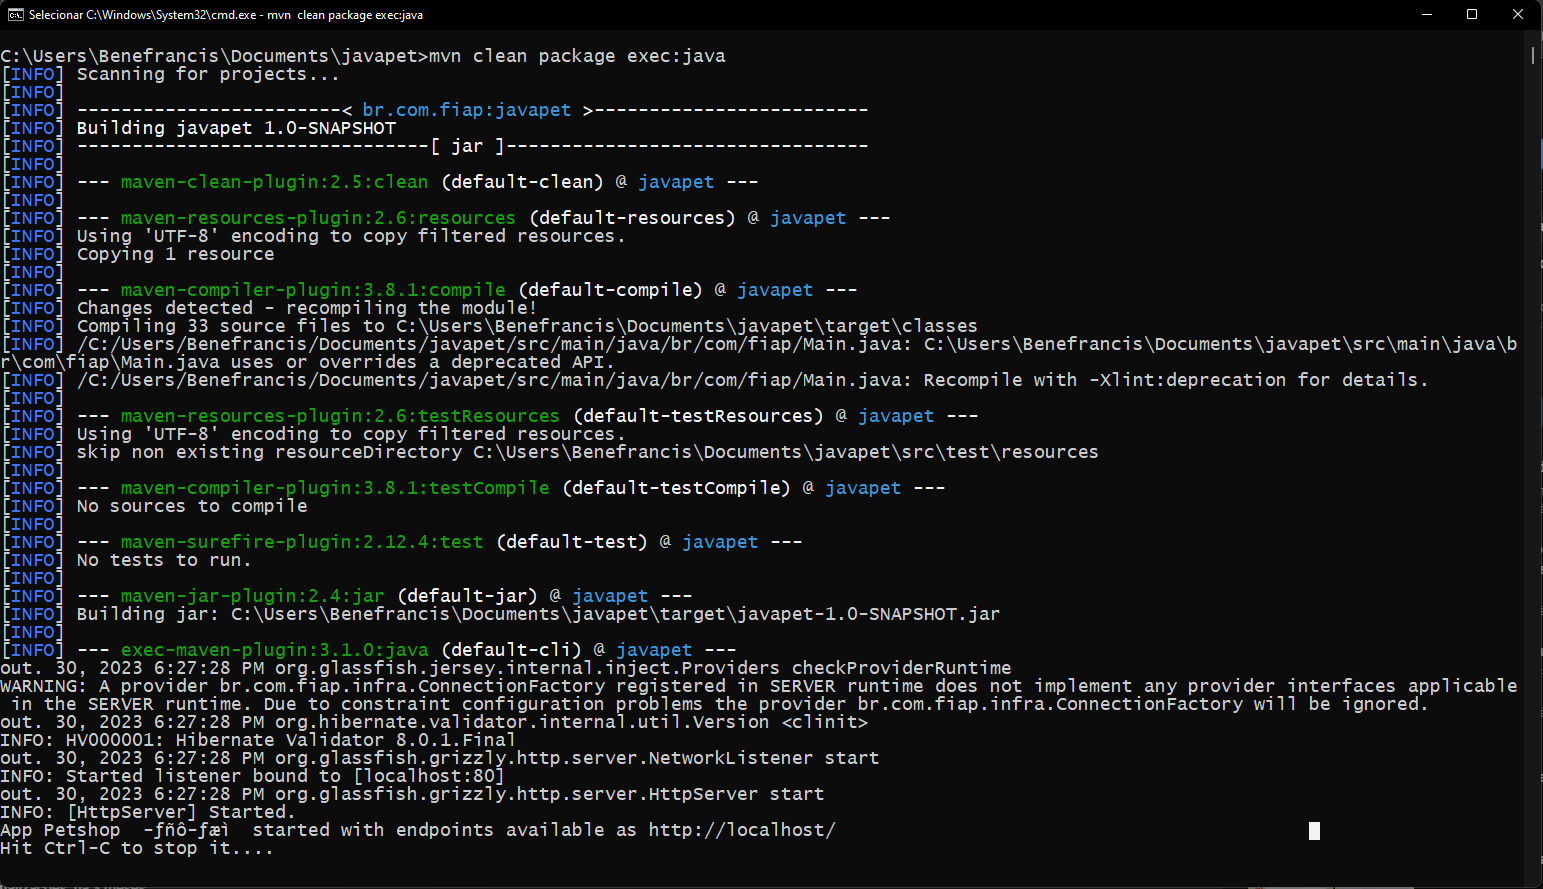 Selecionar C:\Windows\System32\cmd.exe - mvn  clean package exec:java
C:\Users\Benefrancis\Documents\javapet>mvn clean package exec:java
[INFO] Scanning for projects...
[INFO]
[INFO] ------------------------< br.com.fiap:javapet >-------------------------
[INFO] Building javapet 1.0-SNAPSHOT
[INFO] --------------------------------[ jar ]---------------------------------
[INFO]
[INFO] --- maven-clean-plugin:2.5:clean (default-clean) @ javapet ---
[INFO]
[INFO] --- maven-resources-plugin:2.6:resources (default-resources) @ javapet ---
[INFO] Using 'UTF-8' encoding to copy filtered resources.
[INFO] Copying 1 resource
[INFO]
[INFO] --- maven-compiler-plugin:3.8.1:compile (default-compile) @ javapet ---
[INFO] Changes detected - recompiling the module!
[INFO] Compiling 33 source files to C:\Users\Benefrancis\Documents\javapet\target\classes
[INFO] /C:/Users/Benefrancis/Documents/javapet/src/main/java/br/com/fiap/Main.java: C:\Users\Benefrancis\Documents\javapet\src\main\java\b
r\com\fiap\Main.java uses or overrides a deprecated API.
[INFO] /C:/Users/Benefrancis/Documents/javapet/src/main/java/br/com/fiap/Main.java: Recompile with -Xlint:deprecation for details.
[INFO]
[INFO] --- maven-resources-plugin:2.6:testResources (default-testResources) @ javapet ---
[INFO] Using 'UTF-8' encoding to copy filtered resources.
[INFO] skip non existing resourceDirectory C:\Users\Benefrancis\Documents\javapet\src\test\resources
[INFO]
[INFO] --- maven-compiler-plugin:3.8.1:testCompile (default-testCompile) @ javapet ---
[INFO] No sources to compile
[INFO]
[INFO] --- maven-surefire-plugin:2.12.4:test (default-test) @ javapet ---
[INFO] No tests to run.
[INFO]
[INFO] --- maven-jar-plugin:2.4:jar (default-jar) @ javapet ---
[INFO] Building jar: C:\Users\Benefrancis\Documents\javapet\target\javapet-1.0-SNAPSHOT.jar
[INFO]
[INFO] --- exec-maven-plugin:3.1.0:java (default-cli) @ javapet ---
out. 30, 2023 6:27:28 PM org.glassfish.jersey.internal.inject.Providers checkProviderRuntime
WARNING: A provider br.com.fiap.infra.ConnectionFactory registered in SERVER runtime does not implement any provider interfaces applicable
 in the SERVER runtime. Due to constraint configuration problems the provider br.com.fiap.infra.ConnectionFactory will be ignored.
out. 30, 2023 6:27:28 PM org.hibernate.validator.internal.util.Version <clinit>
INFO: HV000001: Hibernate Validator 8.0.1.Final
out. 30, 2023 6:27:28 PM org.glassfish.grizzly.http.server.NetworkListener start
INFO: Started listener bound to [localhost:80]
out. 30, 2023 6:27:28 PM org.glassfish.grizzly.http.server.HttpServer start
INFO: [HttpServer] Started.
App Petshop  -ƒñô-ƒæì  started with endpoints available as http://localhost/
Hit Ctrl-C to stop it....